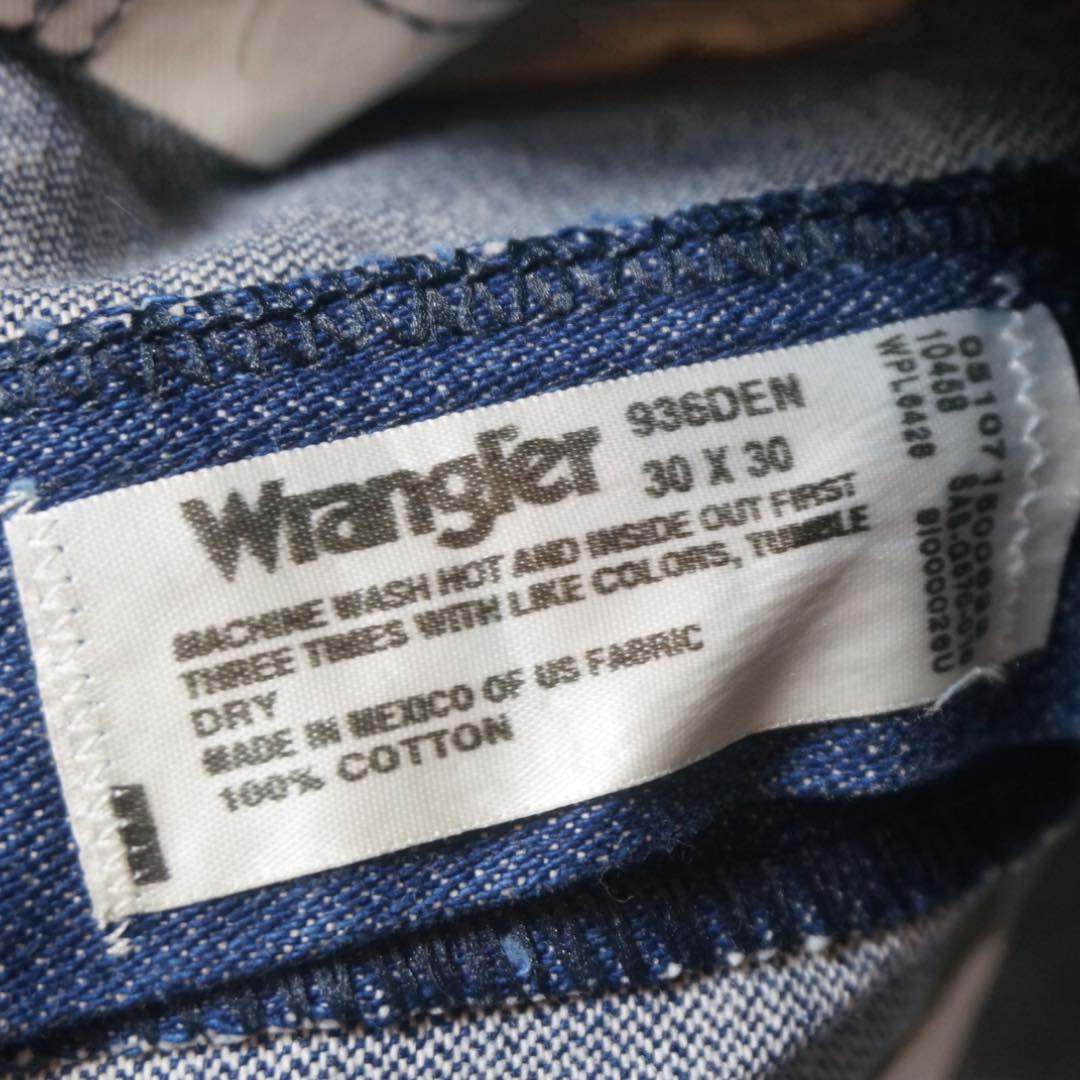 Wrangler
936DEN
30 X 30
MACHINE WASH HOT AND INSIDE OUT FIRST
THREE TIMES WITH LIKE COLORS, TUMBLE
DRY
MADE IN MEXICO OF US FABRIC
100% COTTON
10458
WPL6428